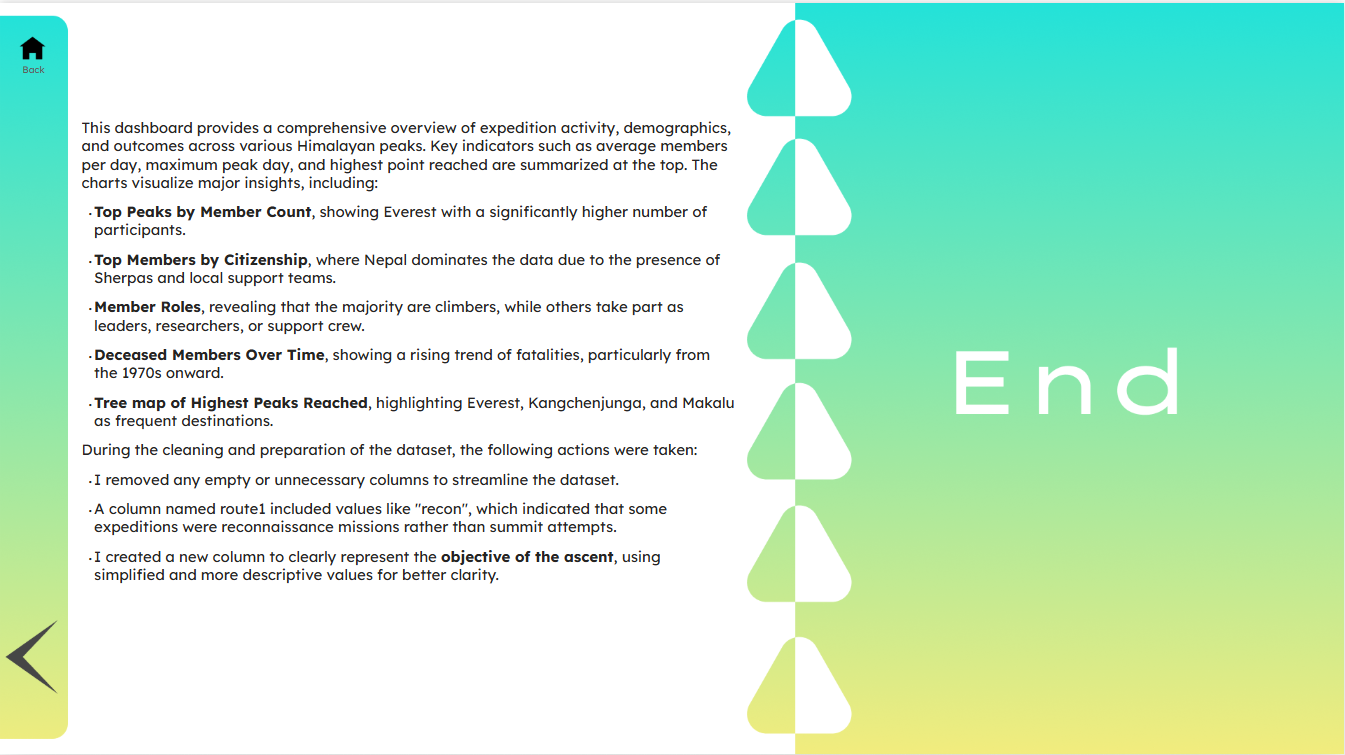 Back
This dashboard provides a comprehensive overview of expedition activity, demographics,
and outcomes across various Himalayan peaks. Key indicators such as average members
per day, maximum peak day, and highest point reached are summarized at the top. The
charts visualize major insights, including:
·Top Peaks by Member Count, showing Everest with a significantly higher number of
participants.
·Top Members by Citizenship, where Nepal dominates the data due to the presence of
Sherpas and local support teams.
·Member Roles, revealing that the majority are climbers, while others take part as
leaders, researchers, or support crew.
·Deceased Members Over Time, showing a rising trend of fatalities, particularly from
the 1970s onward.
·Tree map of Highest Peaks Reached, highlighting Everest, Kangchenjunga, and Makalu
as frequent destinations.
During the cleaning and preparation of the dataset, the following actions were taken:
·I removed any empty or unnecessary columns to streamline the dataset.
·A column named route1 included values like "recon", which indicated that some
expeditions were reconnaissance missions rather than summit attempts.
·I created a new column to clearly represent the objective of the ascent, using
simplified and more descriptive values for better clarity.
End